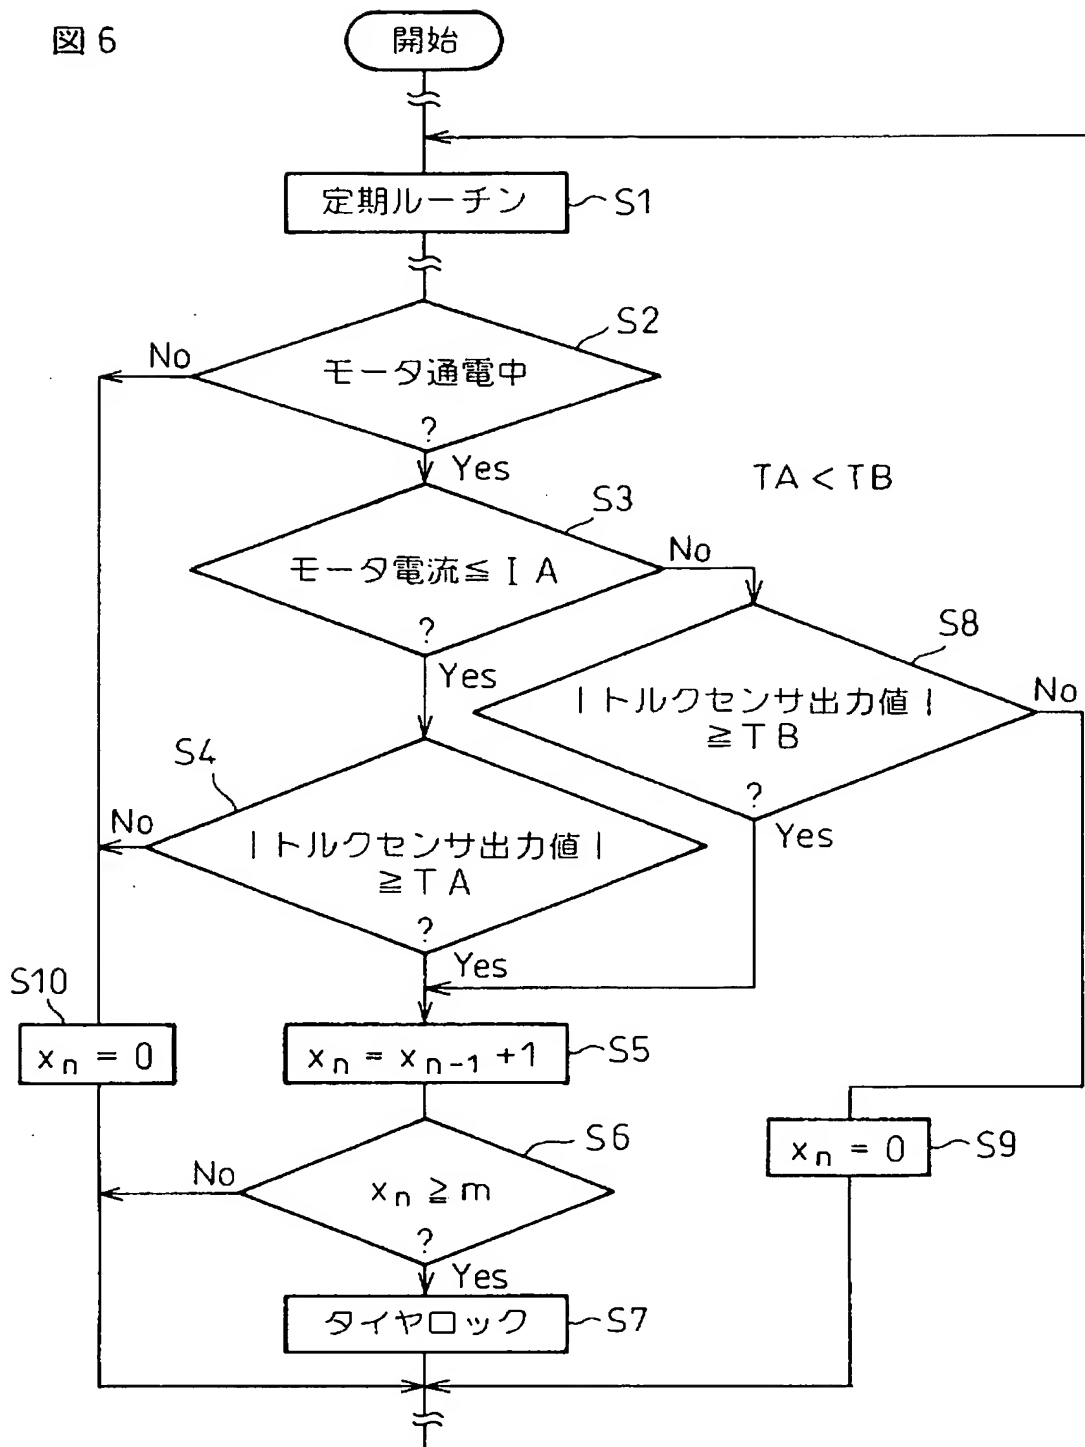 図 6
開始
定期ルーチン
S1
S2
No
モータ通電中
?
Yes
TA < TB
S3
No
モータ電流≦ I A
?
Yes
S8
No
| トルクセンサ出力値 |
≧ T B
?
Yes
S4
No
| トルクセンサ出力値 |
≧ T A
?
Yes
S10
xn = 0
xn = xn-1 +1
S5
S6
No
xn ≧ m
?
Yes
xn = 0
S9
タイヤロック
S7